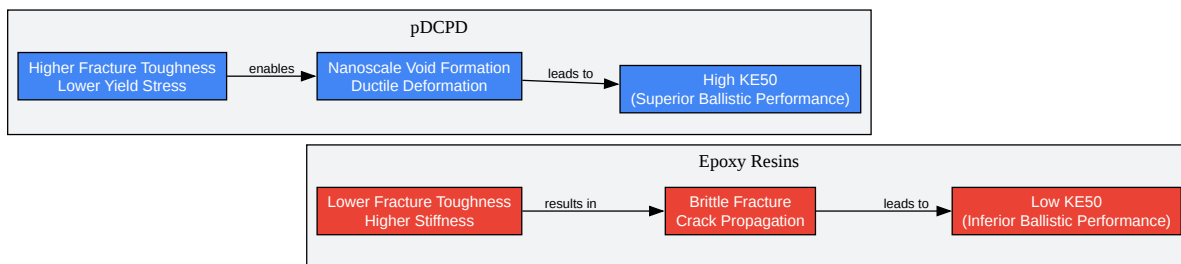 pDCPD
Higher Fracture Toughness
Lower Yield Stress
enables
Nanoscale Void Formation
Ductile Deformation
leads to
High KE50
(Superior Ballistic Performance)
Epoxy Resins
Lower Fracture Toughness
Higher Stiffness
results in
Brittle Fracture
Crack Propagation
leads to
Low KE50
(Inferior Ballistic Performance)